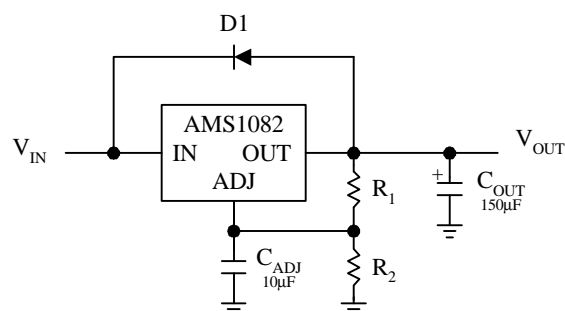 D1
AMS1082
V_IN IN OUT V_OUT
ADJ
R_1
+ C_OUT
150µF
C_ADJ
10µF
R_2